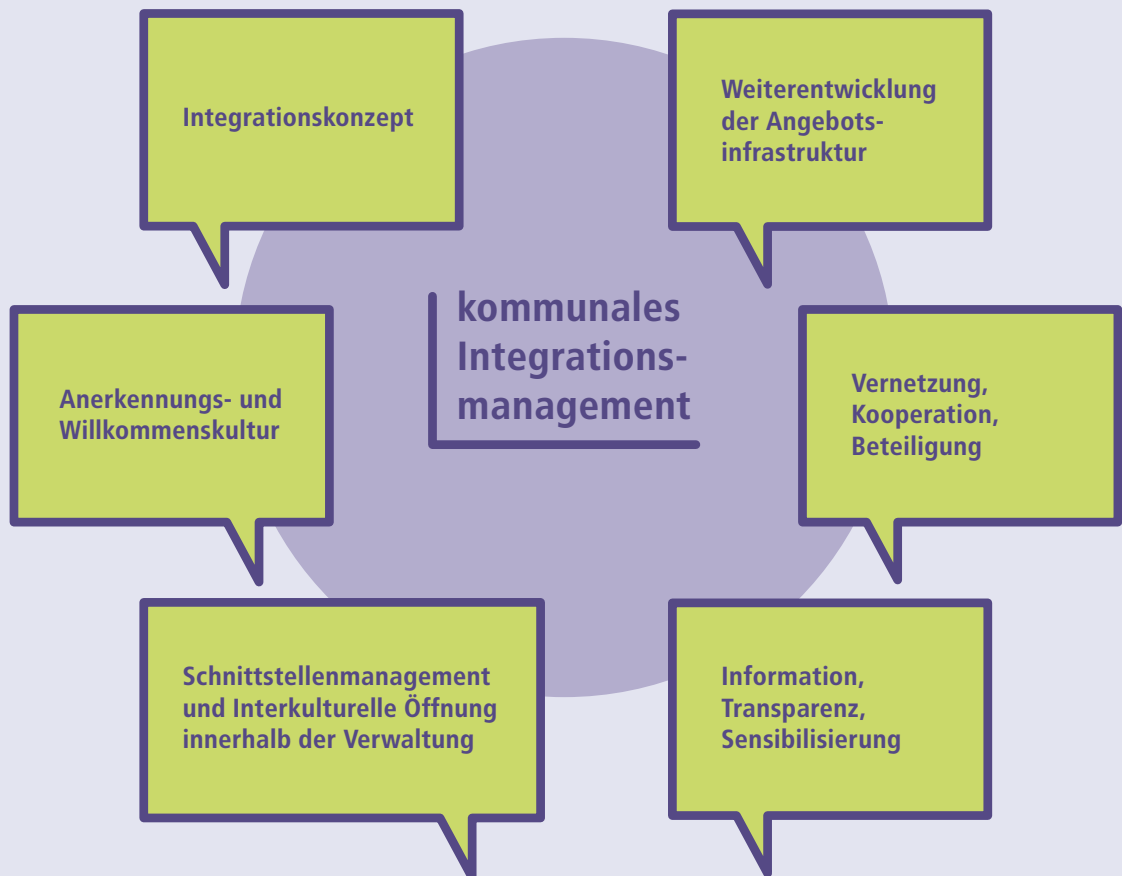 Integrationskonzept
Weiterentwicklung
der Angebots-
infrastruktur
kommunales
Integrations-
management
Anerkennungs- und
Willkommenskultur
Vernetzung,
Kooperation,
Beteiligung
Schnittstellenmanagement
und Interkulturelle Öffnung
innerhalb der Verwaltung
Information,
Transparenz,
Sensibilisierung